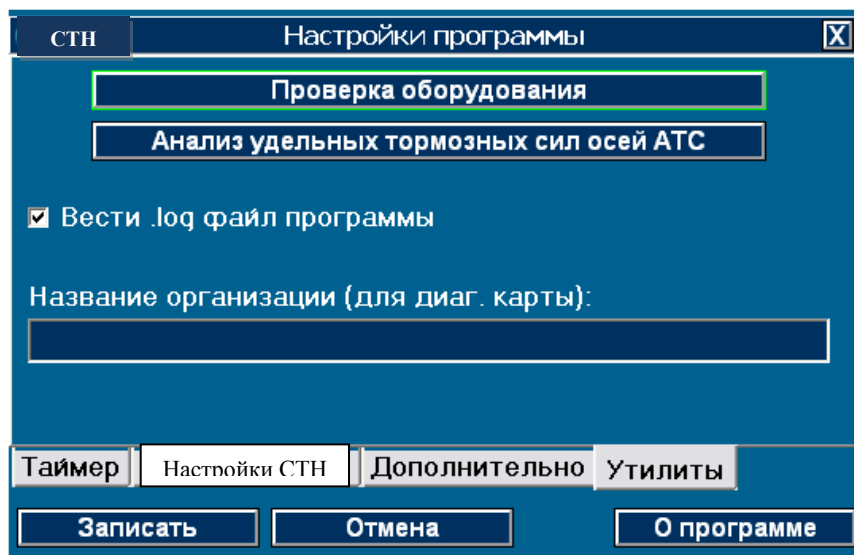 СТН Настройки программы X
Проверка оборудования
Анализ удельных тормозных сил осей АТС
Вести .log файл программы
Название организации (для диаг. карты):
Таймер Настройки СТН Дополнительно Утилиты
Записать Отмена О программе